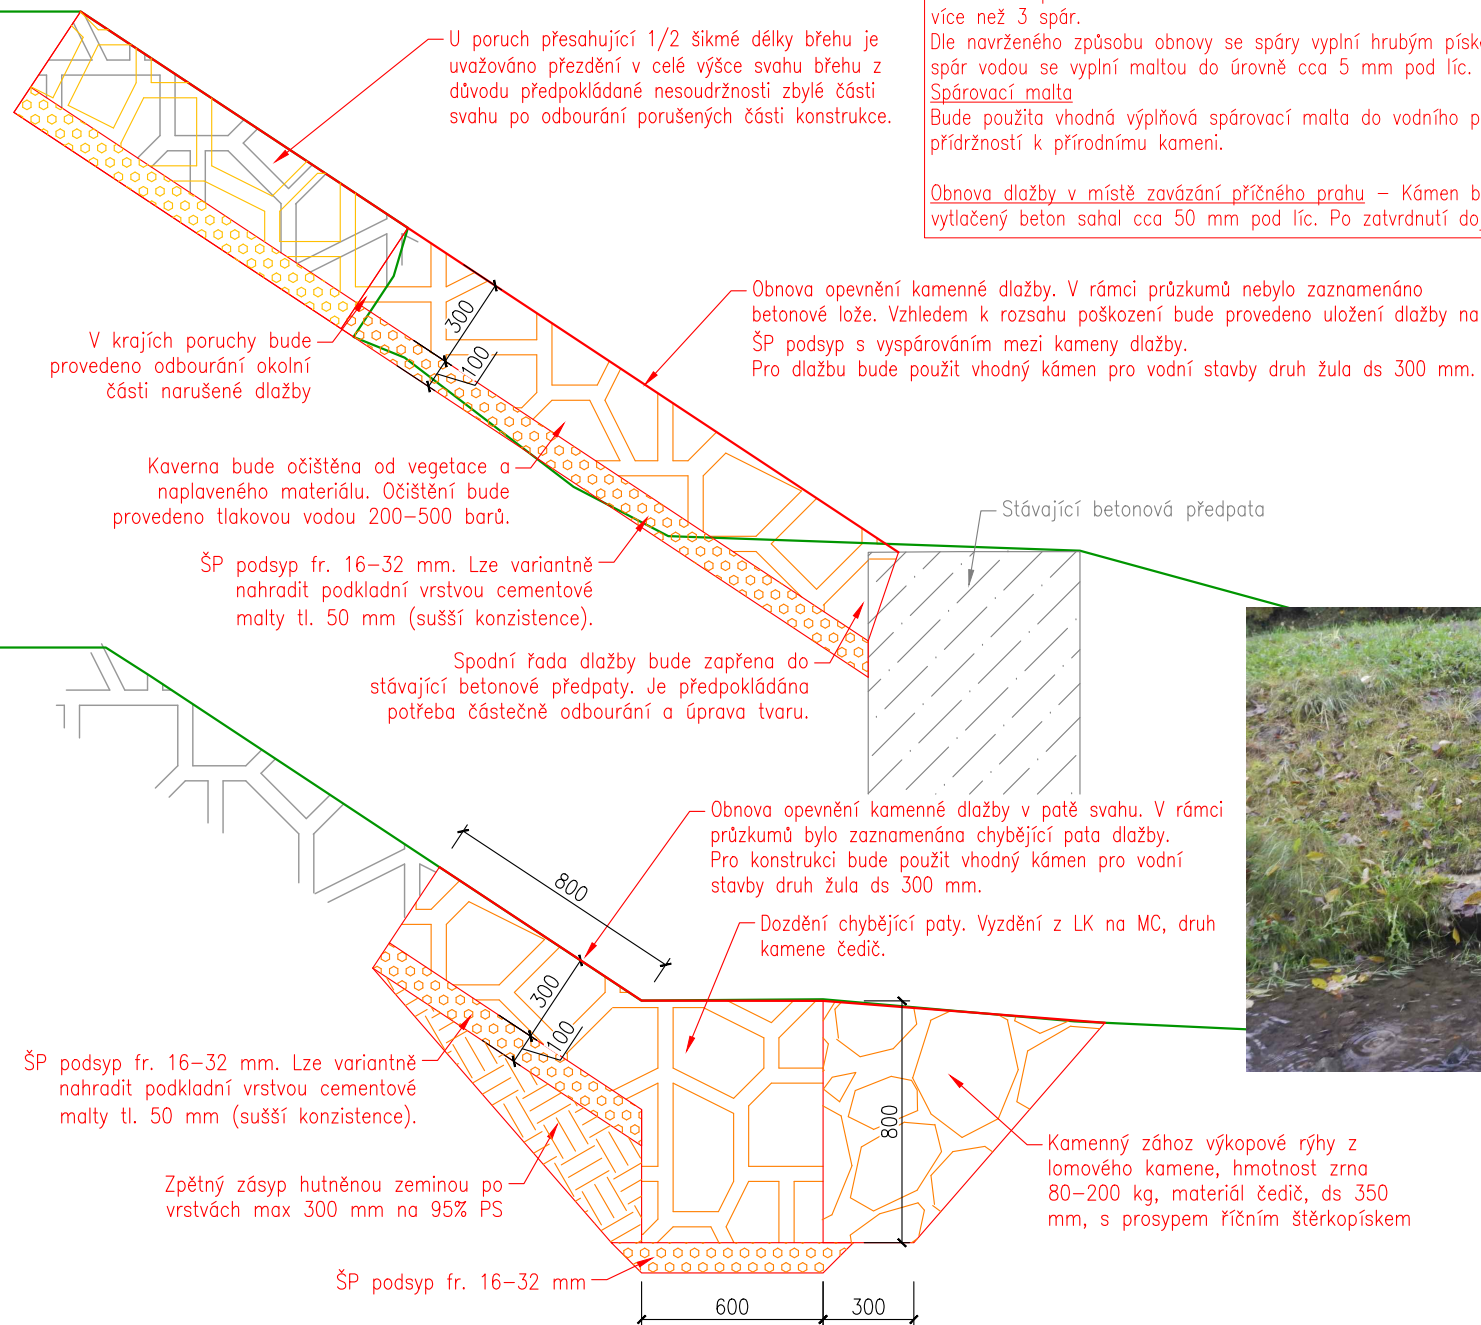 U poruch přesahující 1/2 šikmé délky břehu je
uvažováno přezdění v celé výšce svahu břehu z
důvodu předpokládané nesoudržnosti zbylé části
svahu po odbourání porušených části konstrukce.
více než 3 spár.
Dle navrženého způsobu obnovy se spáry vyplní hrubým
spár vodou se vyplní maltou do úrovně cca 5 mm pod líc.
Spárovací malta
Bude použita vhodná výplňová spárovací malta do vodního
přídržností k přírodnímu kameni.
Obnova dlažby v místě zavázání příčného prahu – Kámen
vytlačený beton sahal cca 50 mm pod líc. Po zatvrdnutí
Obnova opevnění kamenné dlažby. V rámci průzkumů nebylo zaznamenáno
betonové lože. Vzhledem k rozsahu poškození bude provedeno uložení dlažby na
ŠP podsyp s vyspárováním mezi kameny dlažby.
Pro dlažbu bude použit vhodný kámen pro vodní stavby druh žula ds 300 mm.
300
100
V krajích poruchy bude
provedeno odbourání okolní
části narušené dlažby
Kaverna bude očištěna od vegetace a
naplaveného materiálu. Očištění bude
provedeno tlakovou vodou 200–500 barů.
Stávající betonová předpata
ŠP podsyp fr. 16–32 mm. Lze variantně
nahradit podkladní vrstvou cementové
malty tl. 50 mm (sušší konzistence).
Spodní řada dlažby bude zapřena do
stávající betonové předpaty. Je předpokládána
potřeba částečně odbourání a úprava tvaru.
Obnova opevnění kamenné dlažby v patě svahu. V rámci
průzkumů bylo zaznamenána chybějící pata dlažby.
Pro konstrukci bude použit vhodný kámen pro vodní
stavby druh žula ds 300 mm.
800
Dozdění chybějící paty. Vyzdění z LK na MC, druh
kamene čedič.
300
100
ŠP podsyp fr. 16–32 mm. Lze variantně
nahradit podkladní vrstvou cementové
malty tl. 50 mm (sušší konzistence).
800
Kamenný zához výkopové rýhy z
lomového kamene, hmotnost zrna
80–200 kg, materiál čedič, ds 350
mm, s prosypem říčním štěrkopískem
Zpětný zásyp hutněnou zeminou po
vrstvách max 300 mm na 95% PS
ŠP podsyp fr. 16–32 mm
600
300